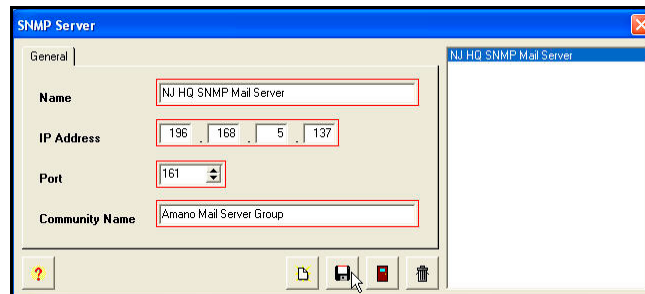 SNMP Server
General
NJ HQ SNMP Mail Server
Name
NJ HQ SNMP Mail Server
IP Address
196 . 168 . 5 . 137
Port
161
Community Name
Amano Mail Server Group
?